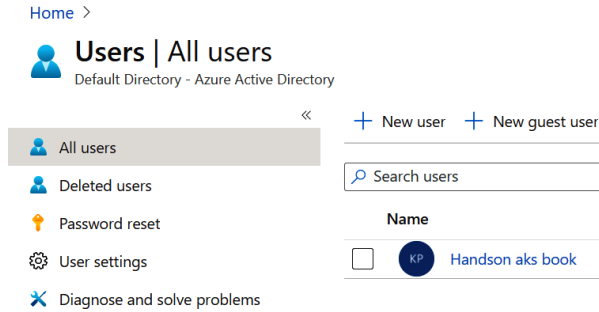 Home >
Users | All users
Default Directory - Azure Active Directory
«
All users
Deleted users
Password reset
User settings
Diagnose and solve problems
+ New user + New guest user
Search users
Name
KP Handson aks book